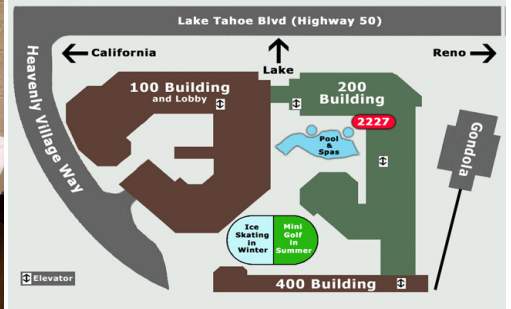 Lake Tahoe Blvd (Highway 50)
California
Lake
Reno
Heavenly Village Way
100 Building
and Lobby
200
Building
2227
Pool
&
Spas
Gondola
Ice
Skating
in
Winter
Mini
Golf
in
Summer
Elevator
400 Building